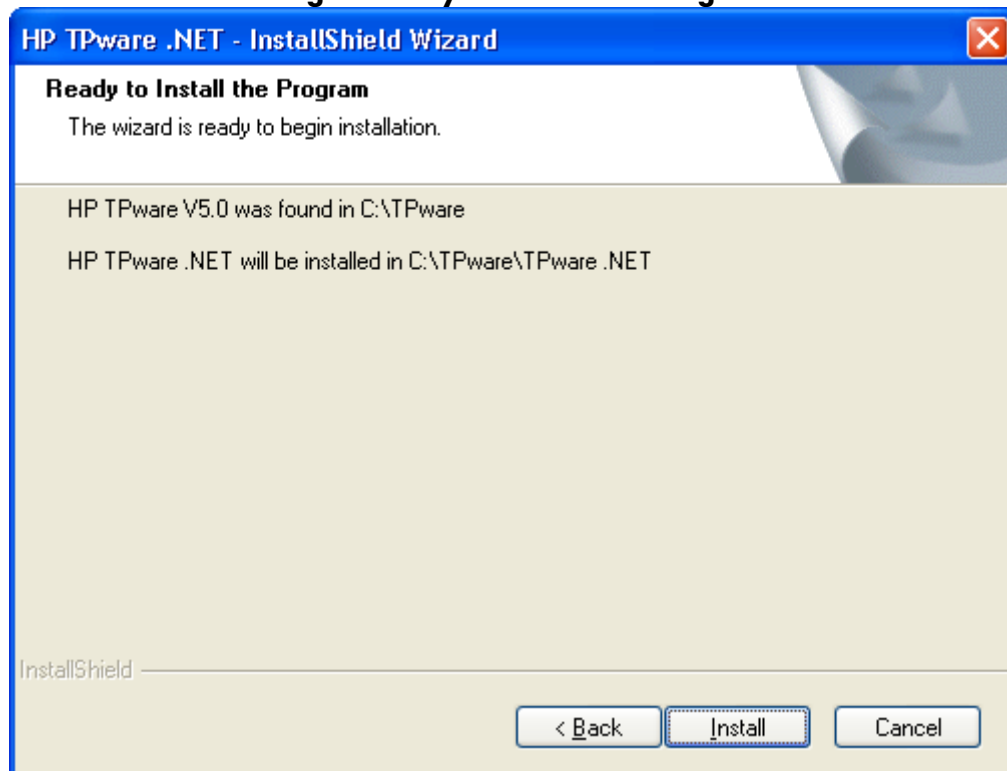 HP TPware .NET - InstallShield Wizard
Ready to Install the Program
The wizard is ready to begin installation.
HP TPware V5.0 was found in C:\TPware
HP TPware .NET will be installed in C:\TPware\TPware .NET
InstallShield
< Back Install Cancel